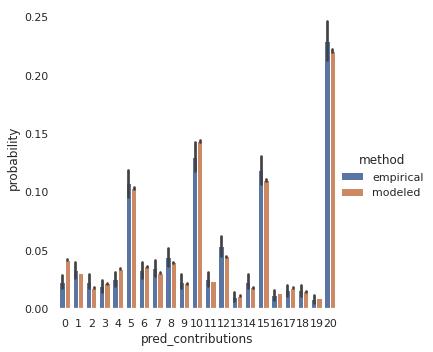 0.25
0.20
0.15
0.10
0.05
0.00
probability
0 1 2 3 4 5 6 7 8 9 10 11 12 13 14 15 16 17 18 19 20
pred_contributions
method
empirical
modeled